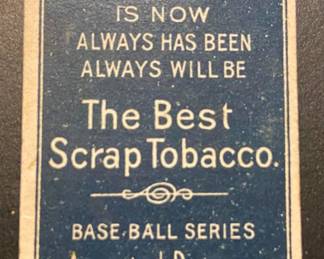 IS NOW
ALWAYS HAS BEEN
ALWAYS WILL BE
The Best
Scrap Tobacco.
BASE BALL SERIES